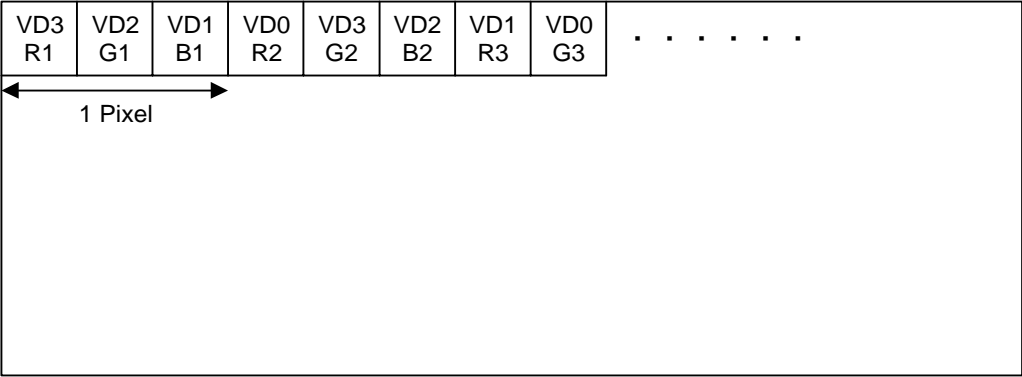 VD3 VD2 VD1 VD0 VD3 VD2 VD1 VD0
R1 G1 B1 R2 G2 B2 R3 G3 . . . . . .
1 Pixel